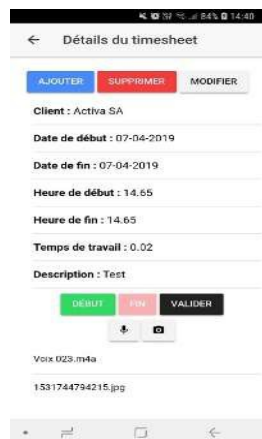 84% 14:40
Détails du timesheet
AJOUTER SUPPRIMER MODIFIER
Client : Activa SA
Date de début : 07-04-2019
Date de fin : 07-04-2019
Heure de début : 14.65
Heure de fin : 14.65
Temps de travail : 0.02
Description : Test
DÉBUT FIN VALIDER
Voix 023.m4a
1531744794215.jpg